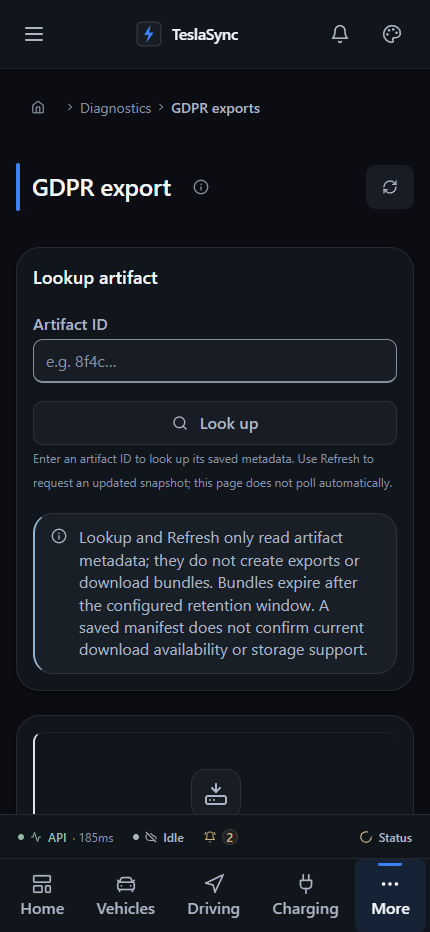 TeslaSync
Diagnostics
GDPR exports
GDPR export
Lookup artifact
Artifact ID
e.g. 8f4c...
Look up
Enter an artifact ID to look up its saved metadata. Use Refresh to
request an updated snapshot; this page does not poll automatically.
Lookup and Refresh only read artifact
metadata; they do not create exports or
download bundles. Bundles expire after
the configured retention window. A
saved manifest does not confirm current
download availability or storage support.
API · 185ms
Idle
2
Status
Home
Vehicles
Driving
Charging
More